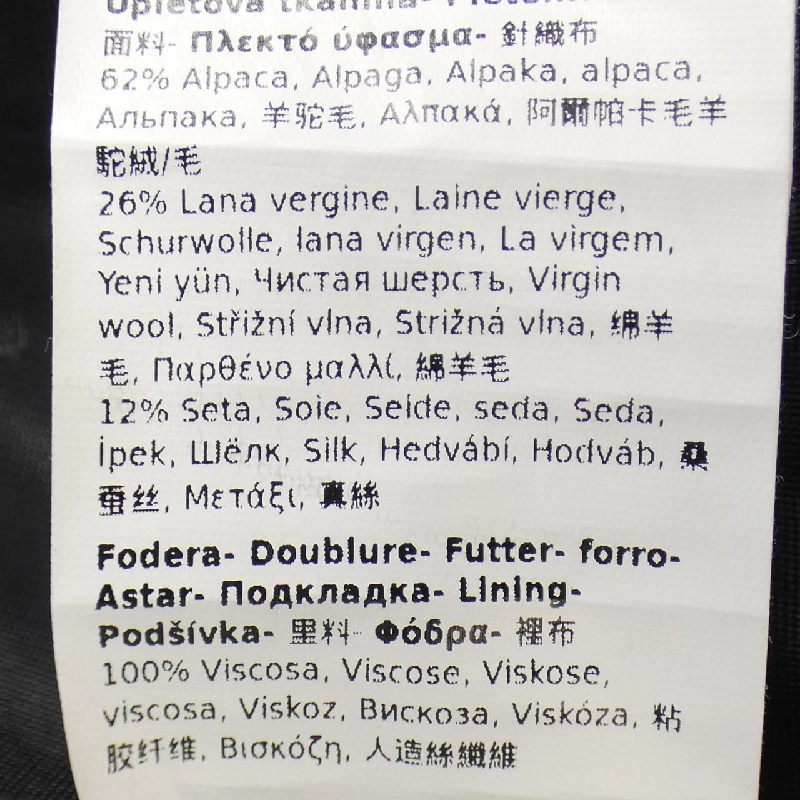 面料- Πλεκτό ύφασμα- 針織布
62% Alpaca, Alpaga, Alpaka, alpaca,
Альпака, 羊驼毛, Αλπακά, 阿爾帕卡毛羊
駝絨/毛
26% Lana vergine, Laine vierge,
Schurwolle, lana virgen, La virgem,
Yeni yün, Чистая шерсть, Virgin
wool, Střižní vlna, Strižná vlna, 绵羊
毛, Παρθένο μαλλί, 綿羊毛
12% Seta, Soie, Seide, seda, Seda,
İpek, Шёлк, Silk, Hedvábí, Hodváb, 桑
蚕丝, Μετάξι, 真絲
Fodera- Doublure- Futter- forro-
Astar- Подкладка- Lining-
Podšívka- 里料- Φόδρα- 裡布
100% Viscosa, Viscose, Viskose,
viscosa, Viskoz, Вискоза, Viskóza, 粘
胶纤维, Βισκόζη, 人造絲纖維